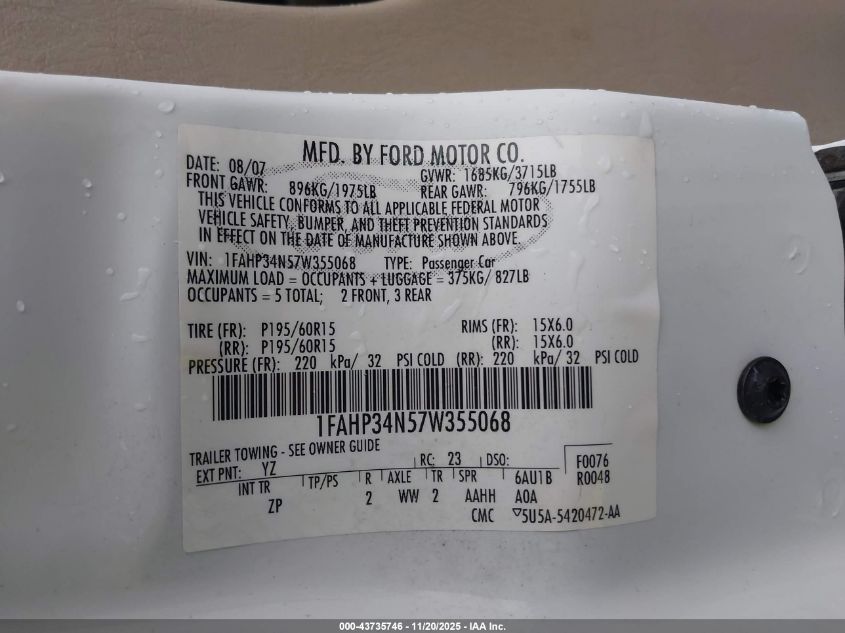 MFD. BY FORD MOTOR CO.
DATE: 08/07 GVWR: 1685KG/3715LB
FRONT GAWR: 896KG/1975LB REAR GAWR: 796KG/1755LB
THIS VEHICLE CONFORMS TO ALL APPLICABLE FEDERAL MOTOR
VEHICLE SAFETY, BUMPER, AND THEFT PREVENTION STANDARDS
IN EFFECT ON THE DATE OF MANUFACTURE SHOWN ABOVE.
VIN: 1FAHP34N57W355068 TYPE: Passenger Car
MAXIMUM LOAD = OCCUPANTS + LUGGAGE = 375KG/ 827LB
OCCUPANTS = 5 TOTAL; 2 FRONT, 3 REAR
TIRE (FR): P195/60R15 RIMS (FR): 15X6.0
(RR): P195/60R15 (RR): 15X6.0
PRESSURE (FR): 220 kPa/ 32 PSI COLD (RR): 220 kPa/ 32 PSI COLD
1FAHP34N57W355068
TRAILER TOWING - SEE OWNER GUIDE
EXT PNT: YZ RC: 23 DSO: F0076
INT TR TP/PS R AXLE TR SPR 6AU1B R0048
ZP 2 WW 2 AAHH A0A
CMC ▽5U5A-5420472-AA
000-43735746 - 11/20/2025 - IAA Inc.